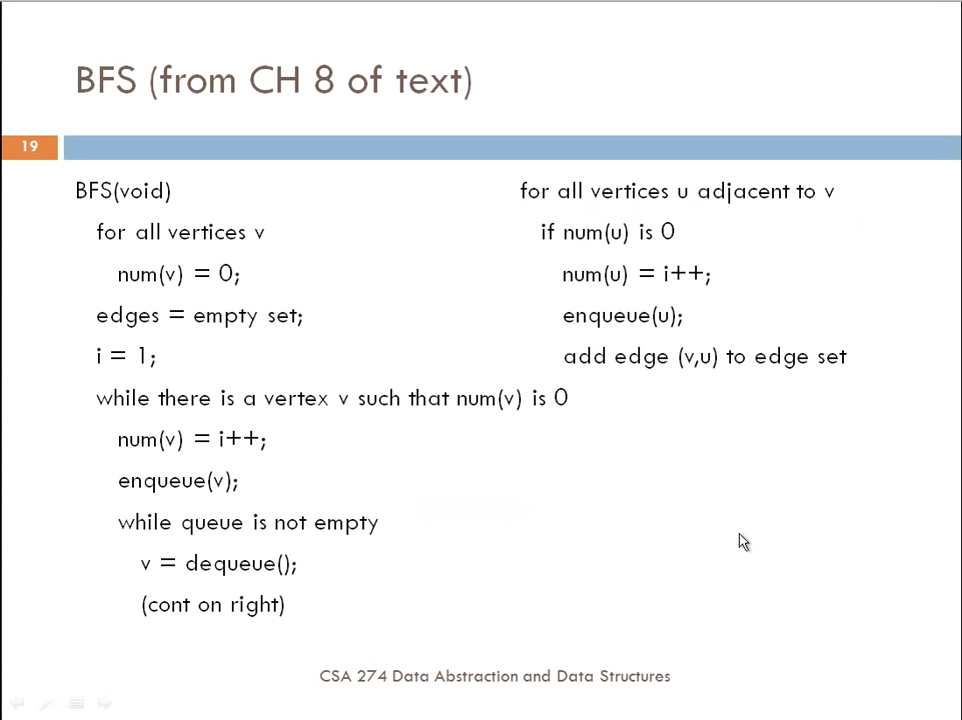 BFS (from CH 8 of text)
19
BFS(void)
for all vertices v
num(v) = 0;
edges = empty set;
i = 1;
while there is a vertex v such that num(v) is 0
num(v) = i++;
enqueue(v);
while queue is not empty
v = dequeue();
(cont on right)
for all vertices u adjacent to v
if num(u) is 0
num(u) = i++;
enqueue(u);
add edge (v,u) to edge set
CSA 274 Data Abstraction and Data Structures